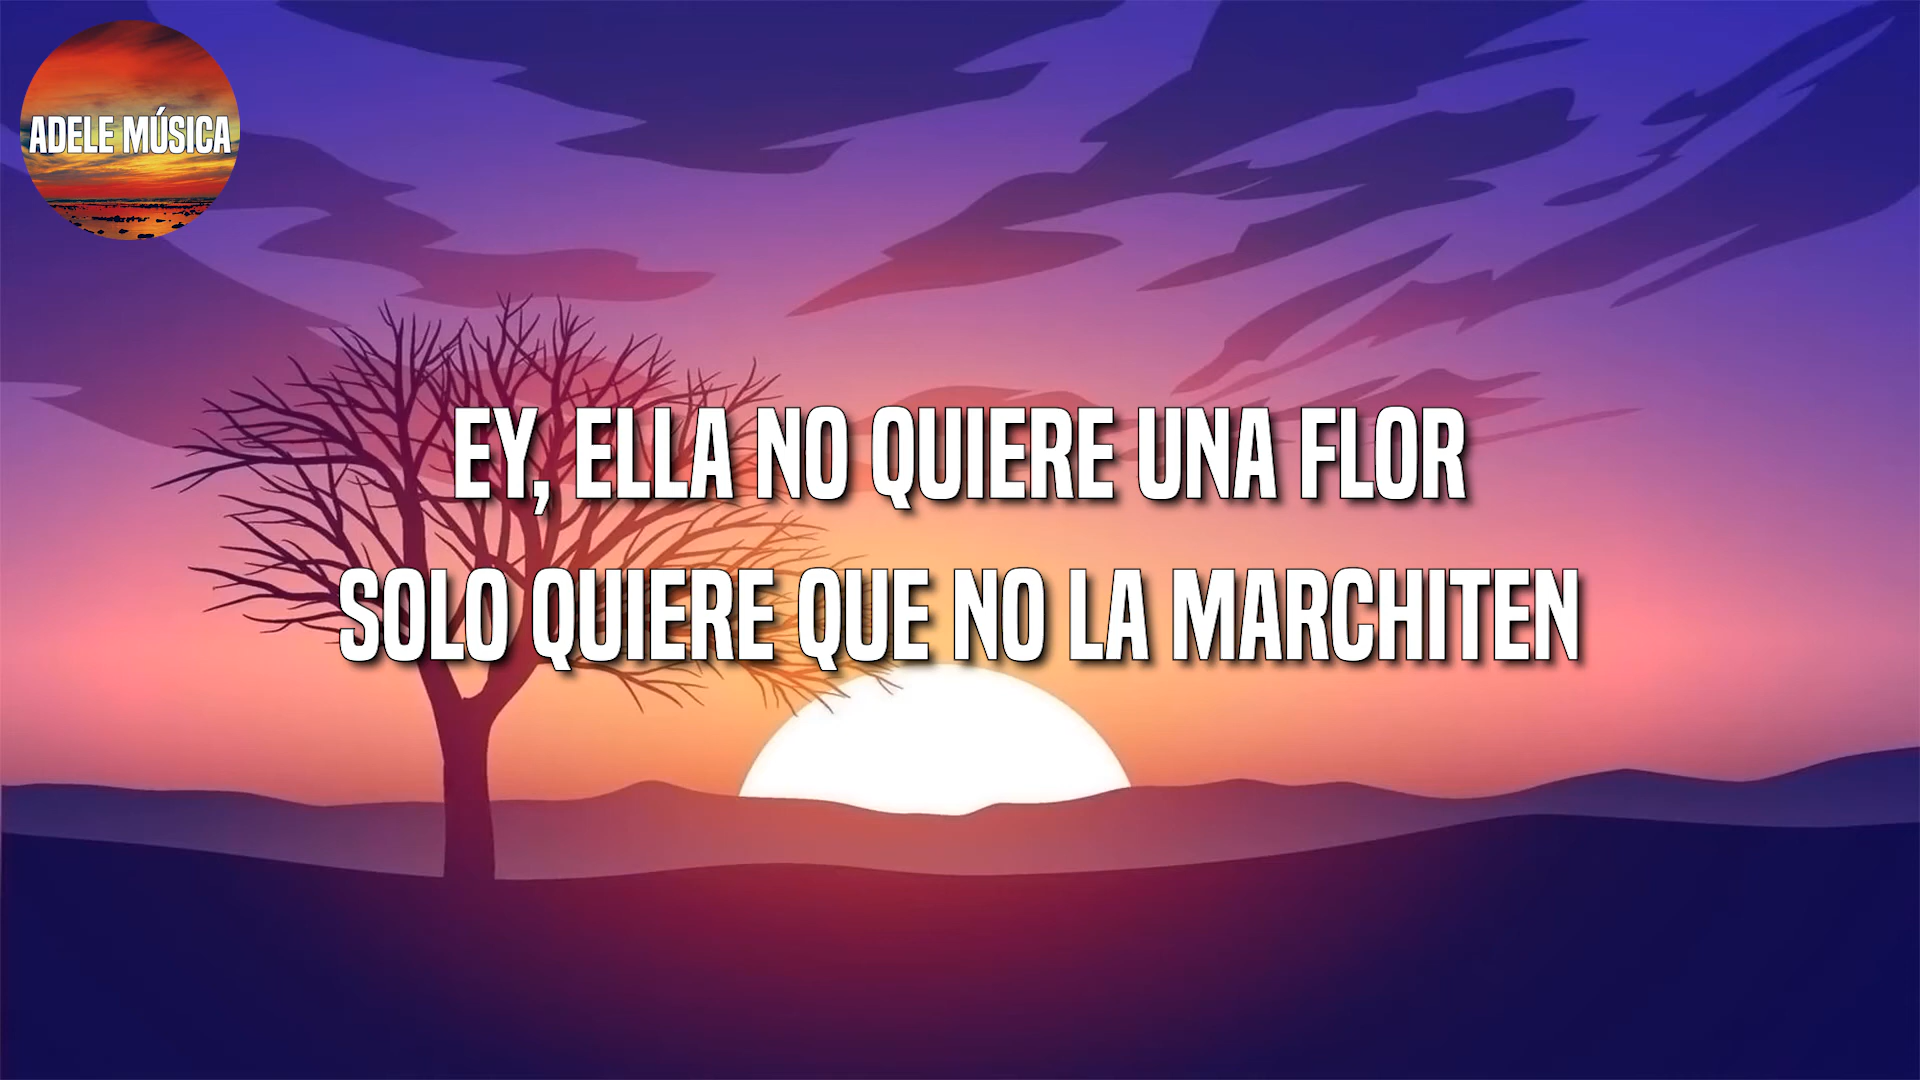 ADELE MÚSICA
EY, ELLA NO QUIERE UNA FLOR
SOLO QUIERE QUE NO LA MARCHITEN